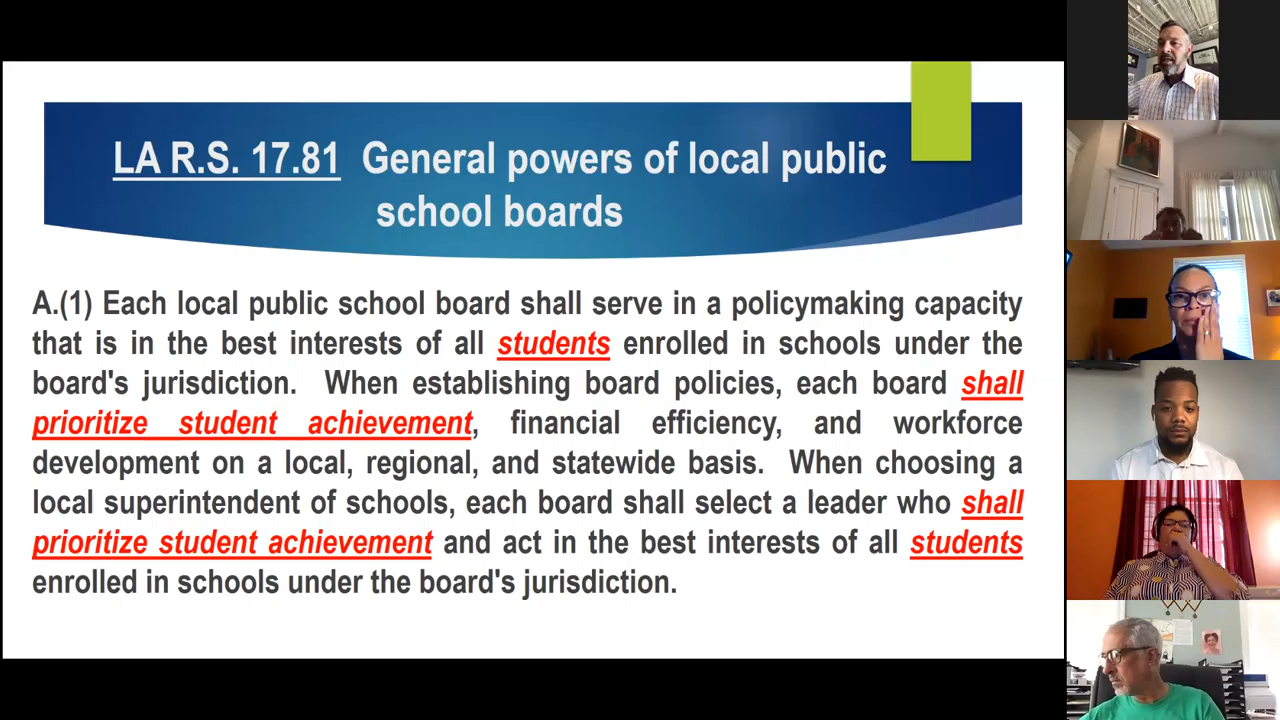 LA R.S. 17.81 General powers of local public
school boards
A.(1) Each local public school board shall serve in a policymaking capacity
that is in the best interests of all students enrolled in schools under the
board's jurisdiction. When establishing board policies, each board shall
prioritize student achievement, financial efficiency, and workforce
development on a local, regional, and statewide basis. When choosing a
local superintendent of schools, each board shall select a leader who shall
prioritize student achievement and act in the best interests of all students
enrolled in schools under the board's jurisdiction.